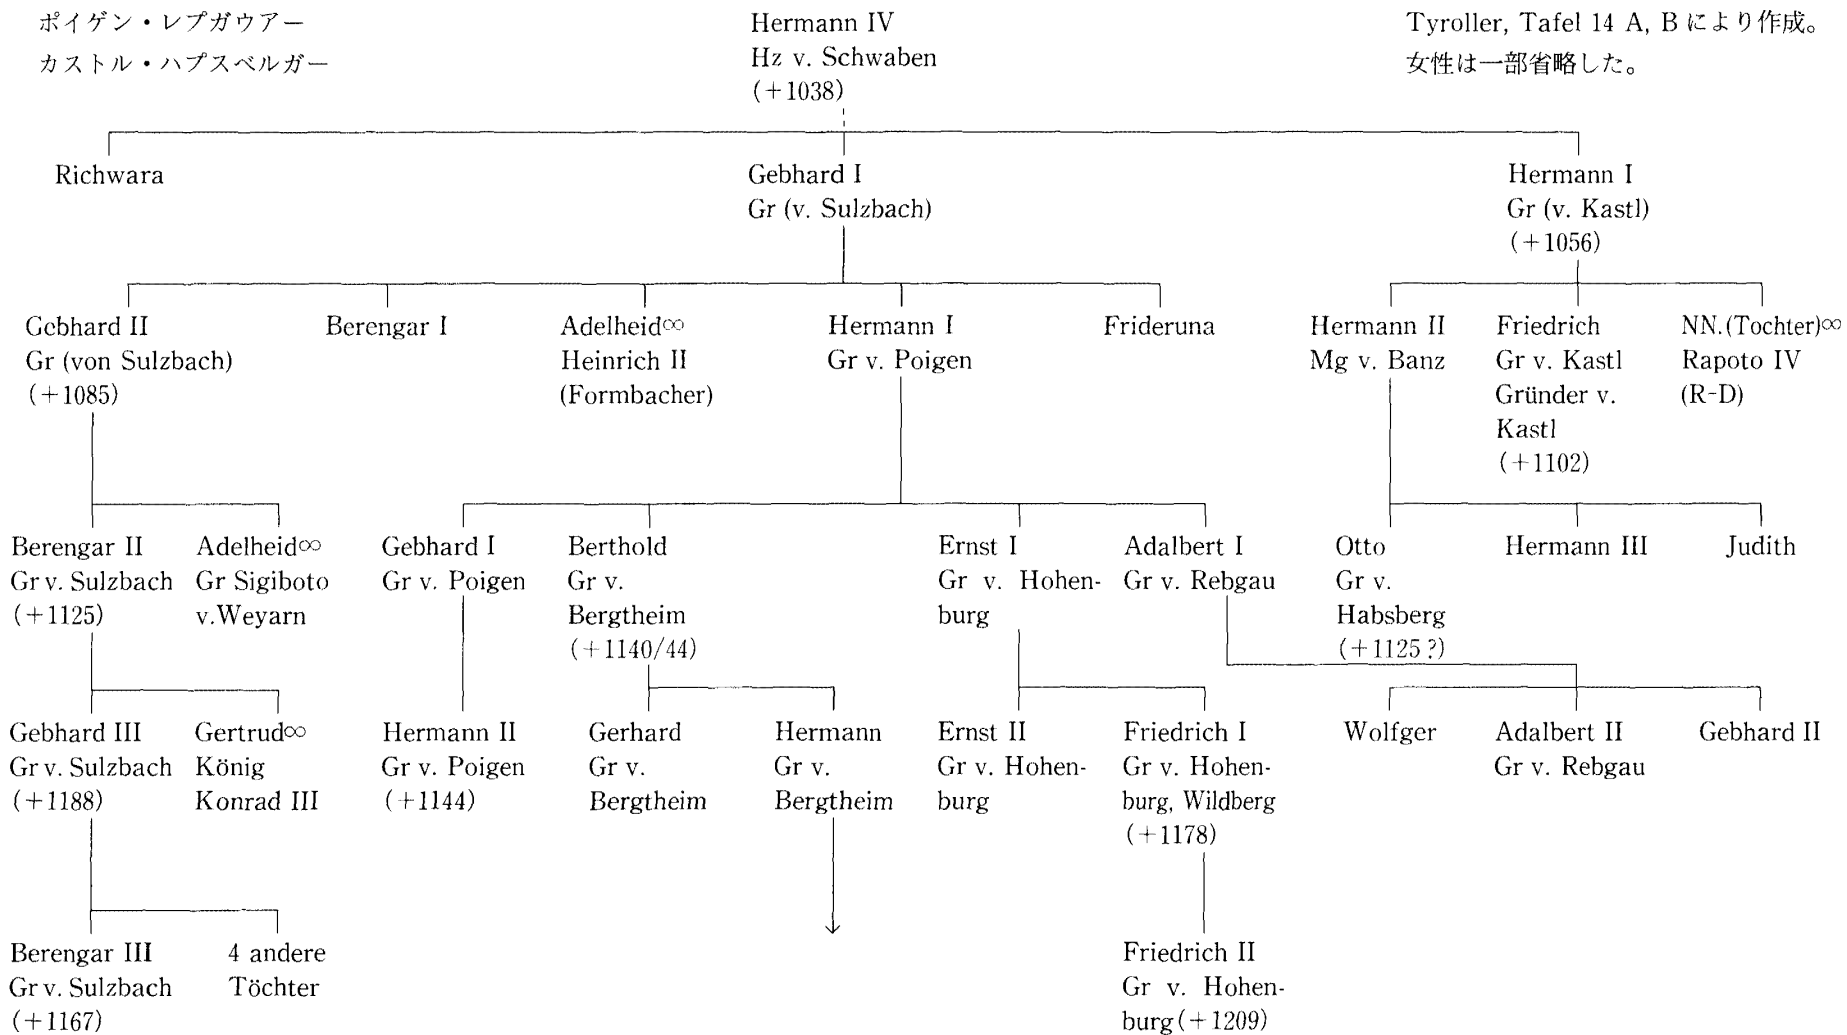 ポイゲン・レプガウアー
カストル・ハプスベルガー
Hermann IV
Hz v. Schwaben
(+1038)
Tyroller, Tafel 14 A, B により作成。
女性は一部省略した。
Richwara
Gebhard I
Gr (v. Sulzbach)
Hermann I
Gr (v. Kastl)
(+1056)
Gebhard II
Gr (von Sulzbach)
(+1085)
Berengar I
Adelheid∞
Heinrich II
(Formbacher)
Hermann I
Gr v. Poigen
Frideruna
Hermann II
Mg v. Banz
Friedrich
Gr v. Kastl
Gründer v.
Kastl
(+1102)
NN.(Tochter)∞
Rapoto IV
(R-D)
Berengar II
Gr v. Sulzbach
(+1125)
Adelheid∞
Gr Sigiboto
v.Weyarn
Gebhard I
Gr v. Poigen
Berthold
Gr v.
Bergtheim
(+1140/44)
Ernst I
Gr v. Hohen-
burg
Adalbert I
Gr v. Rebgau
Otto
Gr v.
Habsberg
(+1125?)
Hermann III
Judith
Gebhard III
Gr v. Sulzbach
(+1188)
Gertrud∞
König
Konrad III
Hermann II
Gr v. Poigen
(+1144)
Gerhard
Gr v.
Bergtheim
Hermann
Gr v.
Bergtheim
Ernst II
Gr v. Hohen-
burg
Friedrich I
Gr v. Hohen-
burg, Wildberg
(+1178)
Wolfger
Adalbert II
Gr v. Rebgau
Gebhard II
Berengar III
Gr v. Sulzbach
(+1167)
4 andere
Töchter
Friedrich II
Gr v. Hohen-
burg(+1209)